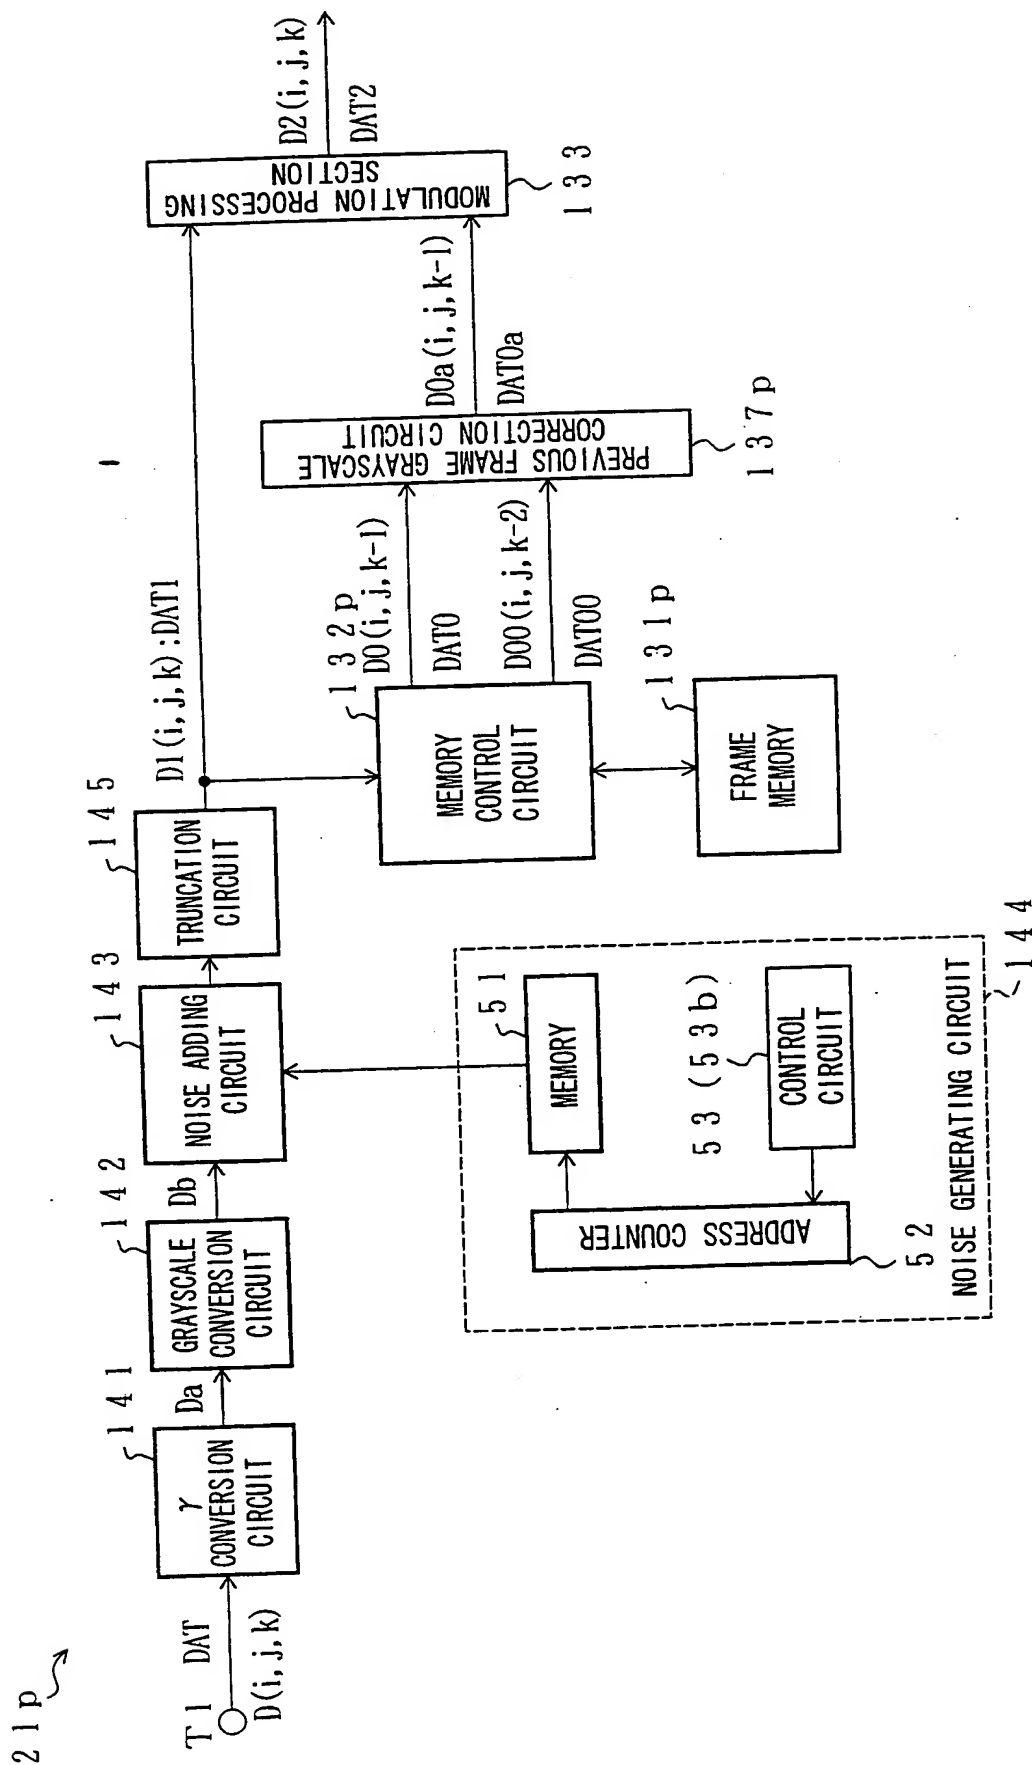 21p
T1 DAT
D(i,j,k)
141
γ
CONVERSION
CIRCUIT
Da
142
GRAYSCALE
CONVERSION
CIRCUIT
Db
143
NOISE ADDING
CIRCUIT
145
TRUNCATION
CIRCUIT
D1(i,j,k):DAT1
MODULATION PROCESSING
SECTION
133
D2(i,j,k)
DAT2
132p
MEMORY
CONTROL
CIRCUIT
D0(i,j,k-1)
DAT0
D00(i,j,k-2)
DAT00
PREVIOUS FRAME GRAYSCALE
CORRECTION CIRCUIT
137p
D0a(i,j,k-1)
DAT0a
131p
FRAME
MEMORY
51
MEMORY
ADDRESS COUNTER
52
53(53b)
CONTROL
CIRCUIT
NOISE GENERATING CIRCUIT
144